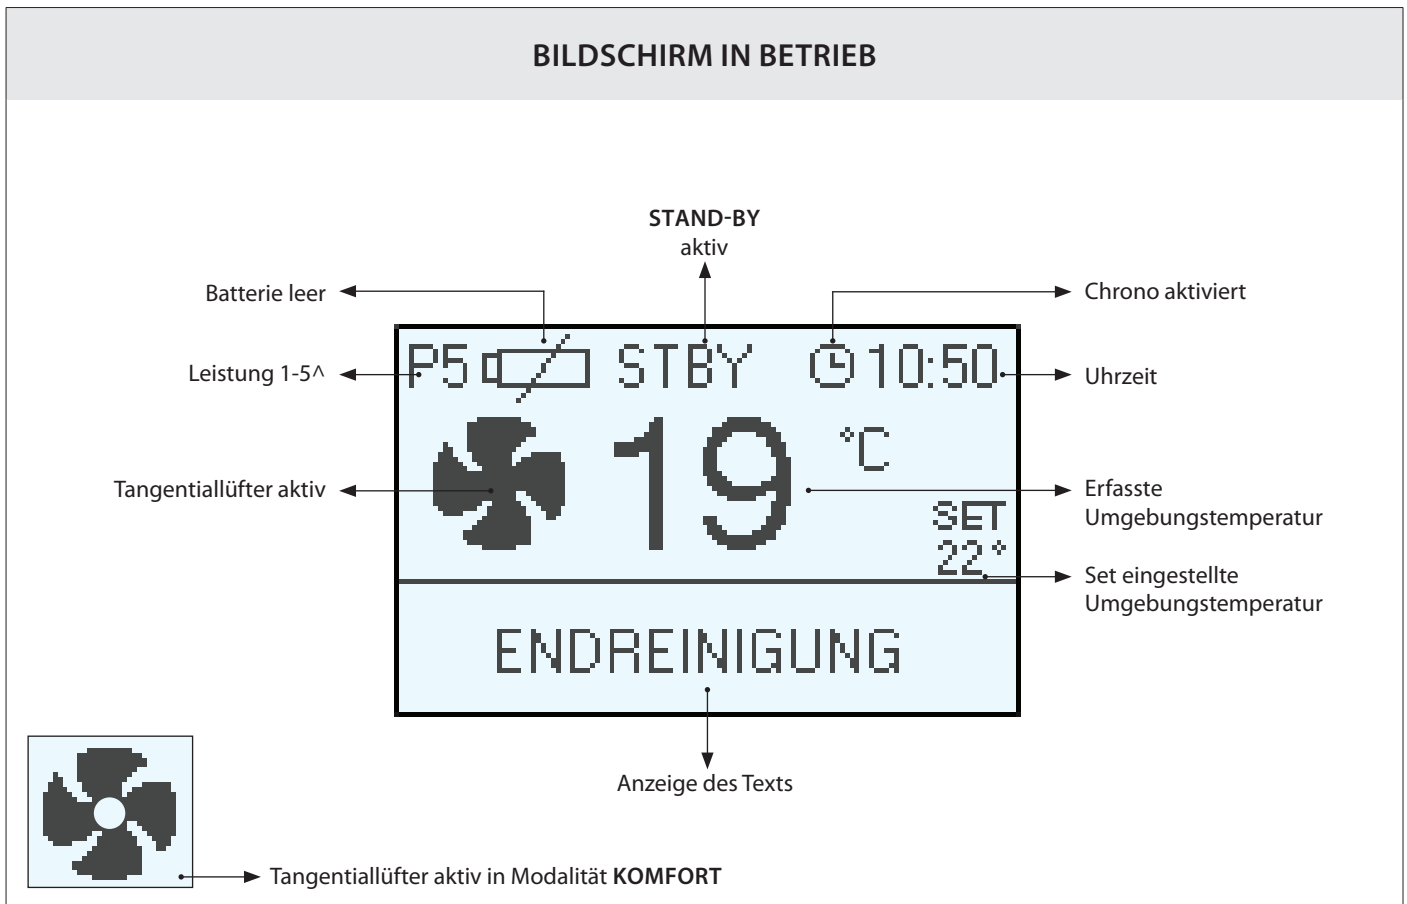 BILDSCHIRM IN BETRIEB
STAND-BY
aktiv
Batterie leer
Chrono aktiviert
Leistung 1-5^
P5 STBY 10:50
Uhrzeit
19 °C
Tangentiallüfter aktiv
Erfasste
Umgebungstemperatur
SET
22°
Set eingestellte
Umgebungstemperatur
ENDREINIGUNG
Anzeige des Texts
Tangentiallüfter aktiv in Modalität KOMFORT